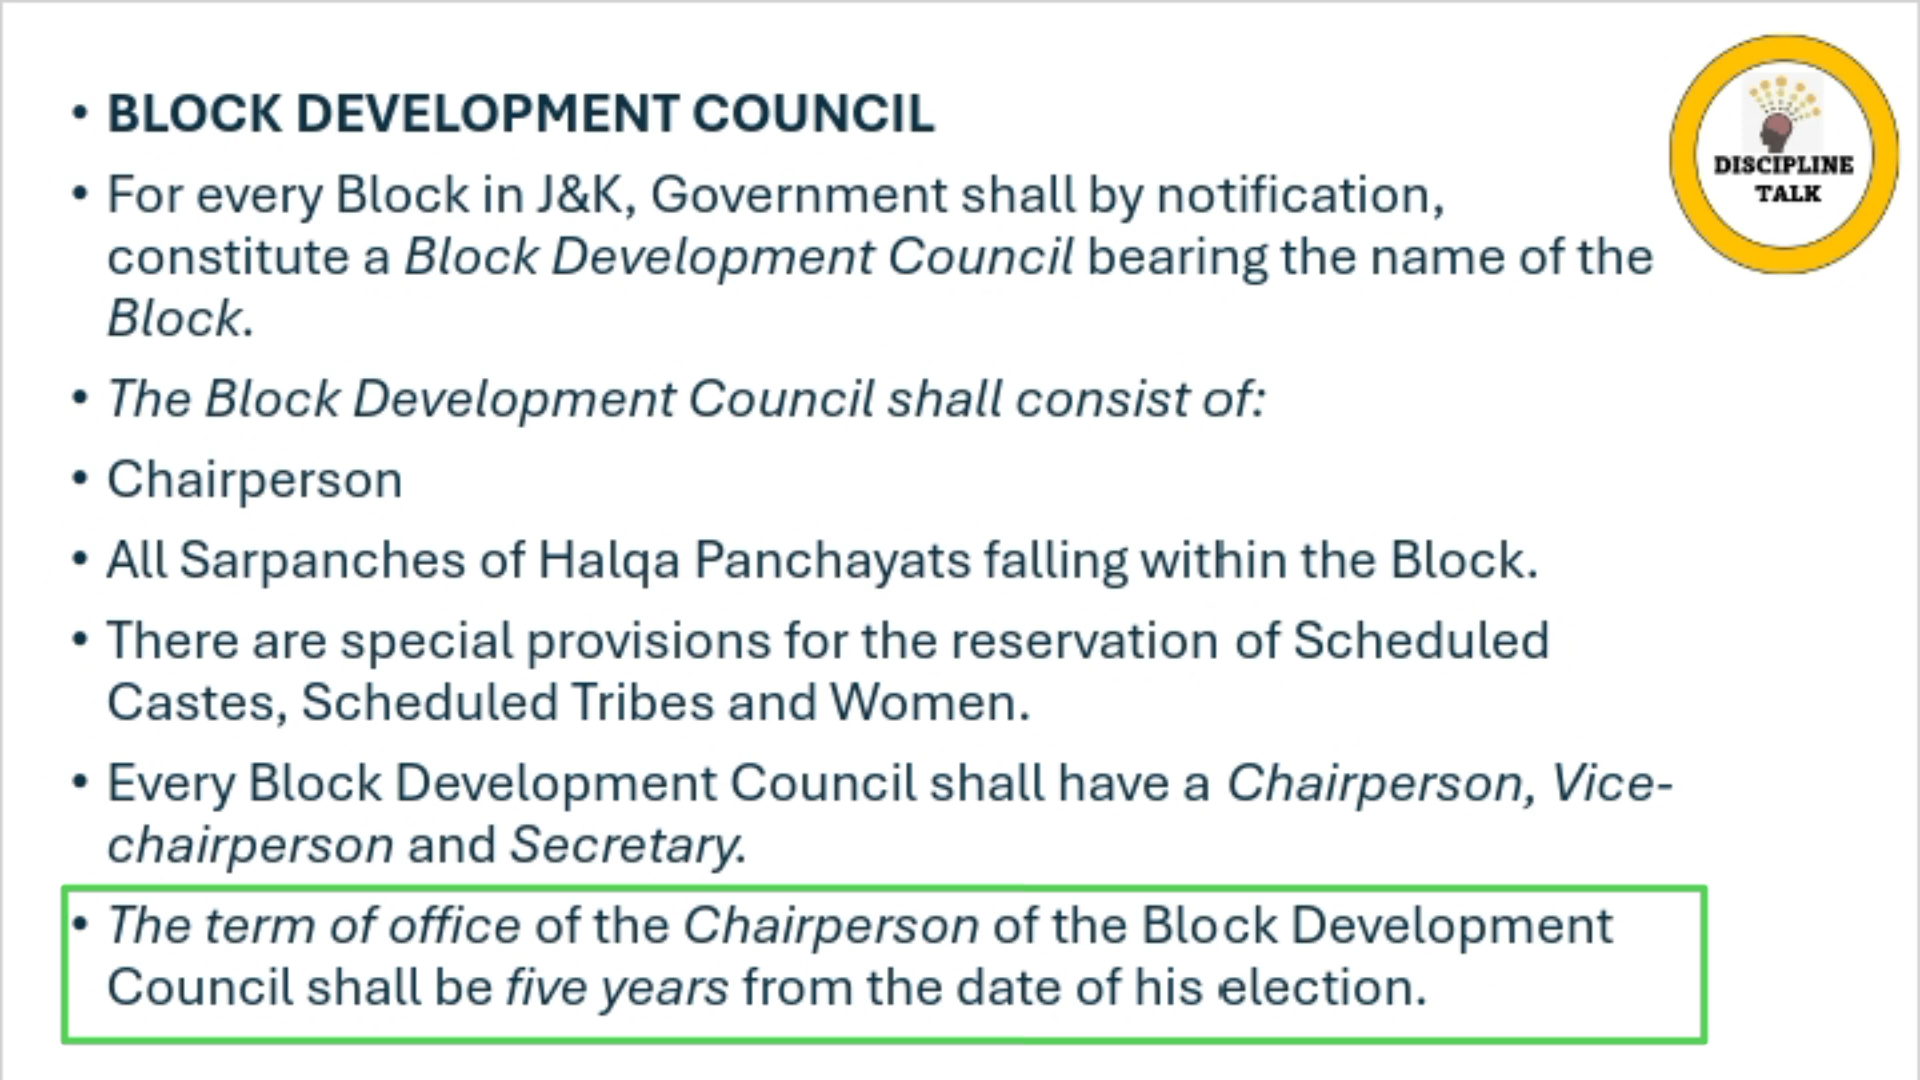 • BLOCK DEVELOPMENT COUNCIL
• For every Block in J&K, Government shall by notification,
constitute a Block Development Council bearing the name of the
Block.
• The Block Development Council shall consist of:
• Chairperson
• All Sarpanches of Halqa Panchayats falling within the Block.
• There are special provisions for the reservation of Scheduled
Castes, Scheduled Tribes and Women.
• Every Block Development Council shall have a Chairperson, Vice-
chairperson and Secretary.
• The term of office of the Chairperson of the Block Development
Council shall be five years from the date of his election.
DISCIPLINE
TALK